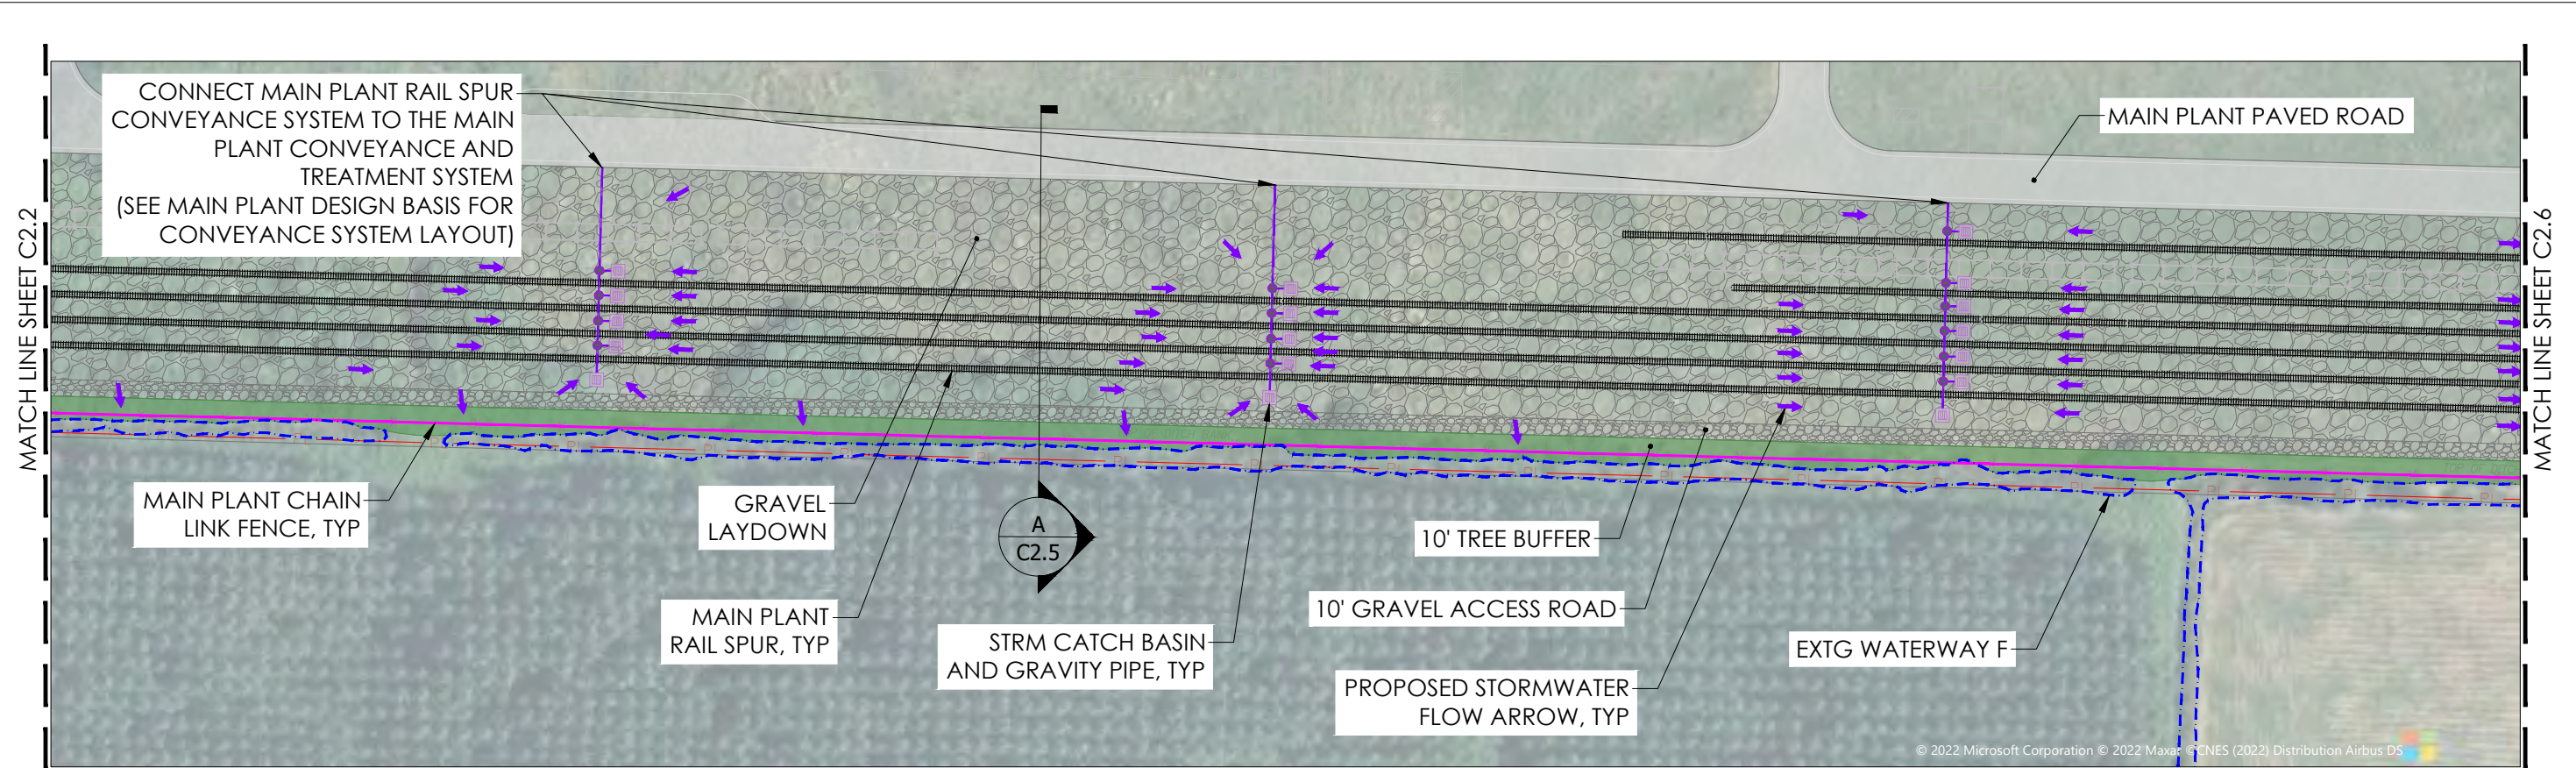 CONNECT MAIN PLANT RAIL SPUR
CONVEYANCE SYSTEM TO THE MAIN
PLANT CONVEYANCE AND
TREATMENT SYSTEM
(SEE MAIN PLANT DESIGN BASIS FOR
CONVEYANCE SYSTEM LAYOUT)
MAIN PLANT PAVED ROAD
MATCH LINE SHEET C2.2
MATCH LINE SHEET C2.6
MAIN PLANT CHAIN
LINK FENCE, TYP
GRAVEL
LAYDOWN
A
C2.5
10' TREE BUFFER
MAIN PLANT
RAIL SPUR, TYP
STRM CATCH BASIN
AND GRAVITY PIPE, TYP
10' GRAVEL ACCESS ROAD
EXTG WATERWAY F
PROPOSED STORMWATER
FLOW ARROW, TYP
© 2022 Microsoft Corporation © 2022 Maxar © CNES (2022) Distribution Airbus DS